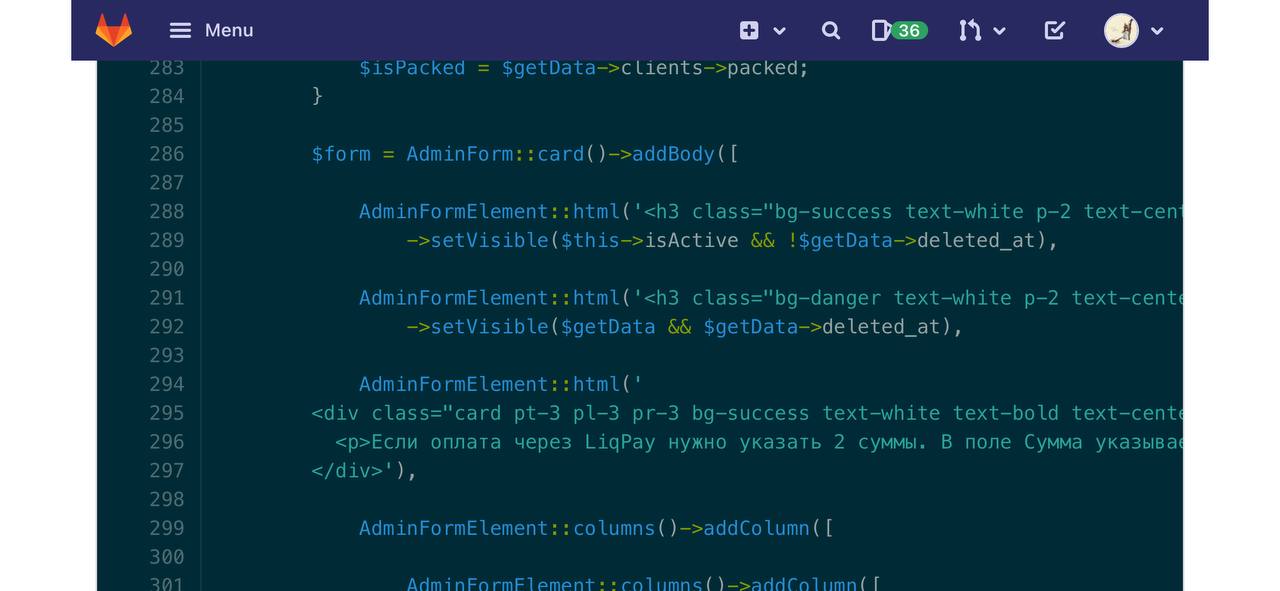 Menu 36
283 $isPacked = $getData->clients->packed;
284 }
285
286 $form = AdminForm::card()->addBody([
287
288 AdminFormElement::html('<h3 class="bg-success text-white p-2 text-cent
289 ->setVisible($this->isActive && !$getData->deleted_at),
290
291 AdminFormElement::html('<h3 class="bg-danger text-white p-2 text-cente
292 ->setVisible($getData && $getData->deleted_at),
293
294 AdminFormElement::html('
295 <div class="card pt-3 pl-3 pr-3 bg-success text-white text-bold text-cente
296 <p>Если оплата через LiqPay нужно указать 2 суммы. В поле Сумма указывае
297 </div>'),
298
299 AdminFormElement::columns()->addColumn([
300
301 AdminFormElement::columns()->addColumn([